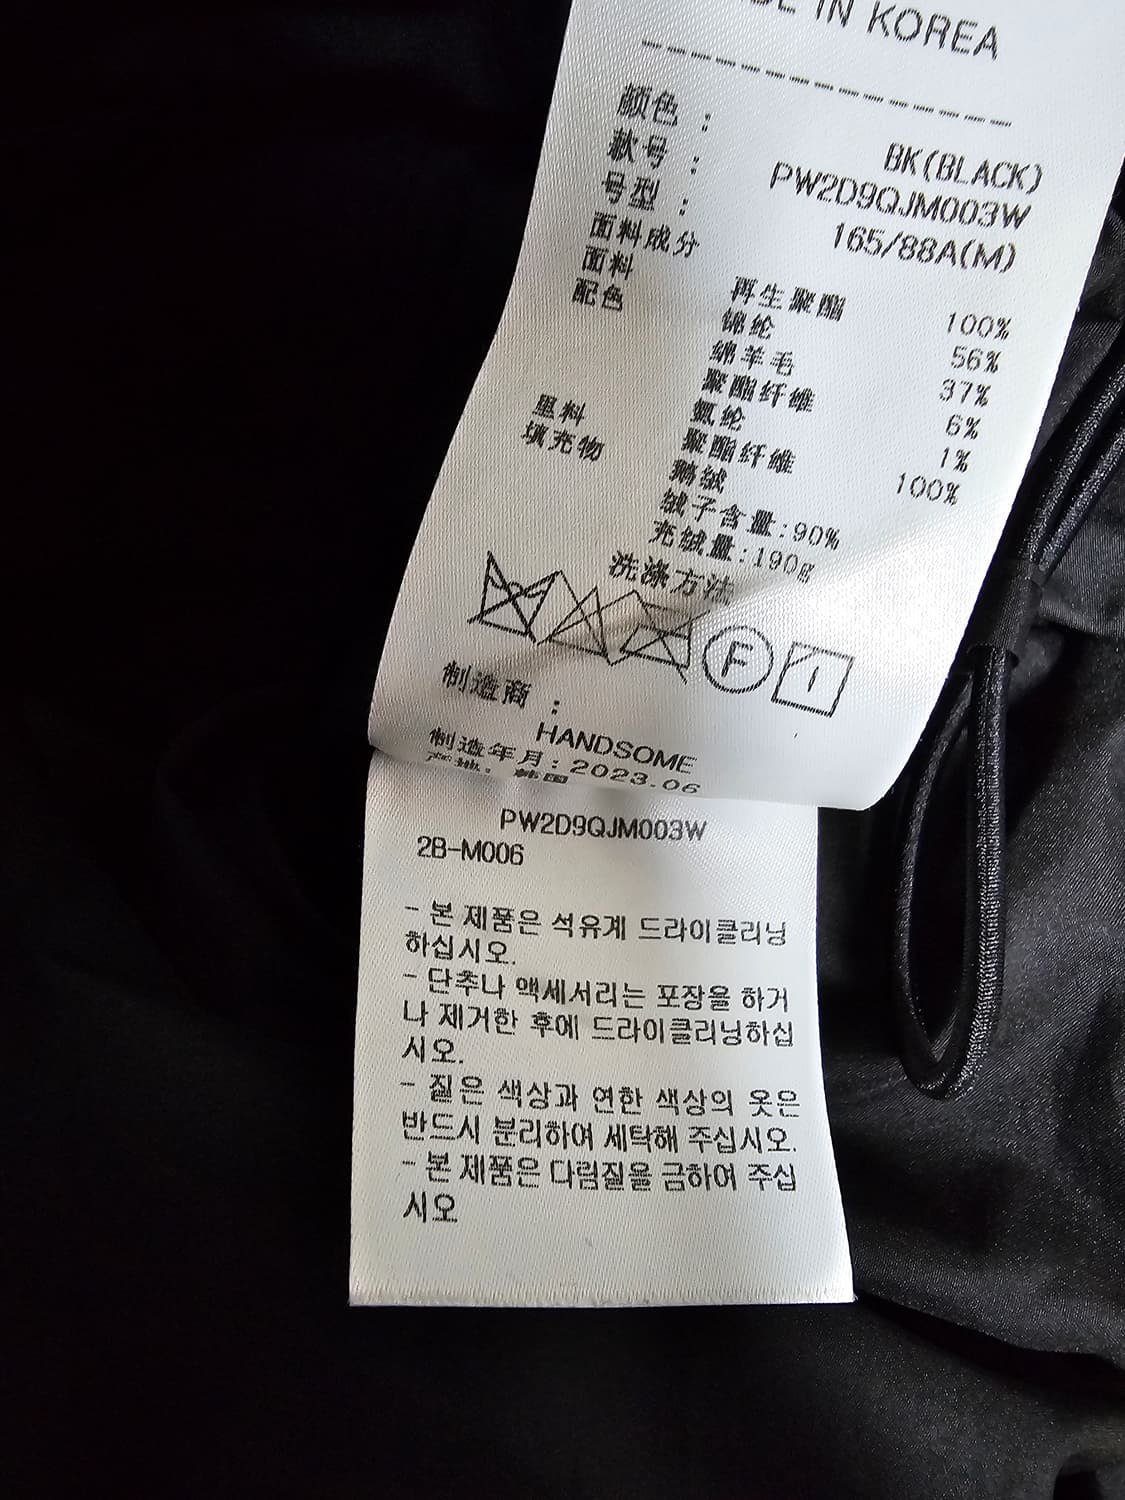 IN KOREA
颜色 : BK(BLACK)
款号 : PW2D9QJM003W
号型 : 165/88A(M)
面料成分
面料 再生聚酯 100%
配色 锦纶 56%
绵羊毛 37%
聚酯纤维 6%
氨纶 1%
里料 聚酯纤维 100%
填充物 鹅绒
绒子含量:90%
充绒量:190g
洗涤方法
F I
制造商 :
HANDSOME
制造年月: 2023.06
产地: 韩国
PW2D9QJM003W
2B-M006
- 본 제품은 석유계 드라이클리닝
하십시오.
- 단추나 액세서리는 포장을 하거
나 제거한 후에 드라이클리닝하십
시오.
- 짙은 색상과 연한 색상의 옷은
반드시 분리하여 세탁해 주십시오.
- 본 제품은 다림질을 금하여 주십
시오